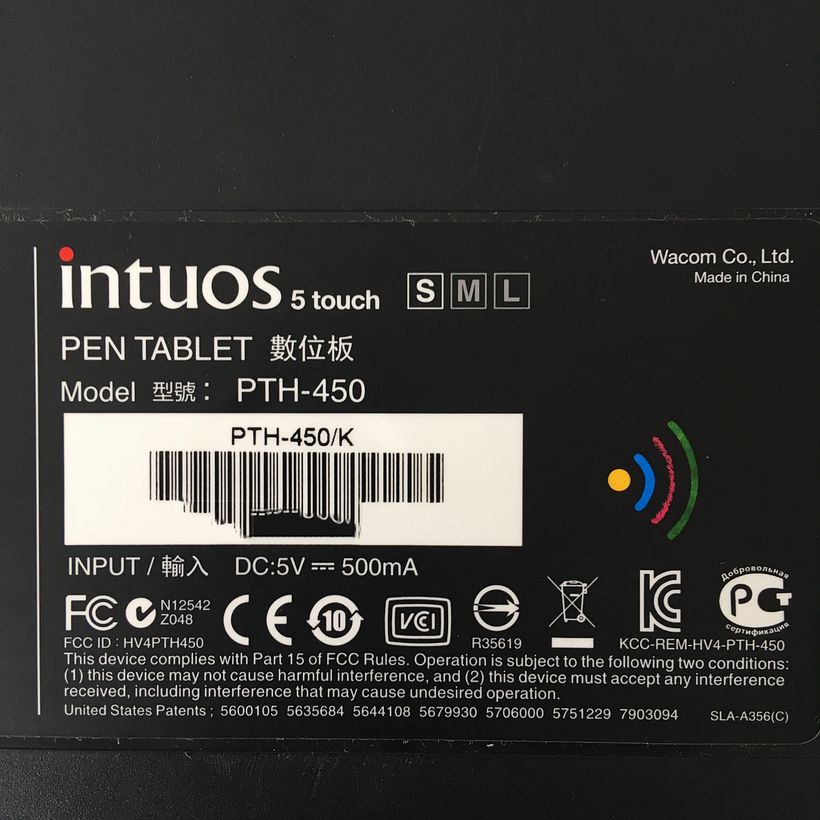 intuos 5 touch S M L
Wacom Co., Ltd.
Made in China
PEN TABLET 數位板
Model 型號： PTH-450
PTH-450/K
INPUT / 輸入 DC:5V ⎓ 500mA
FC N12542
Z048
CE 10 VCI R35619 KC PCT
Добровольная
сертификация
FCC ID : HV4PTH450
KCC-REM-HV4-PTH-450
This device complies with Part 15 of FCC Rules. Operation is subject to the following two conditions:
(1) this device may not cause harmful interference, and (2) this device must accept any interference
received, including interference that may cause undesired operation.
United States Patents ; 5600105 5635684 5644108 5679930 5706000 5751229 7903094 SLA-A356(C)